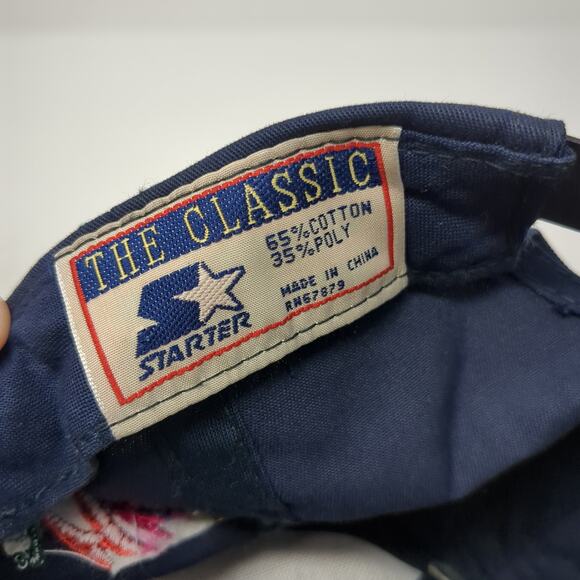 THE CLASSIC
65% COTTON
35% POLY
MADE IN CHINA
RN67879
STARTER